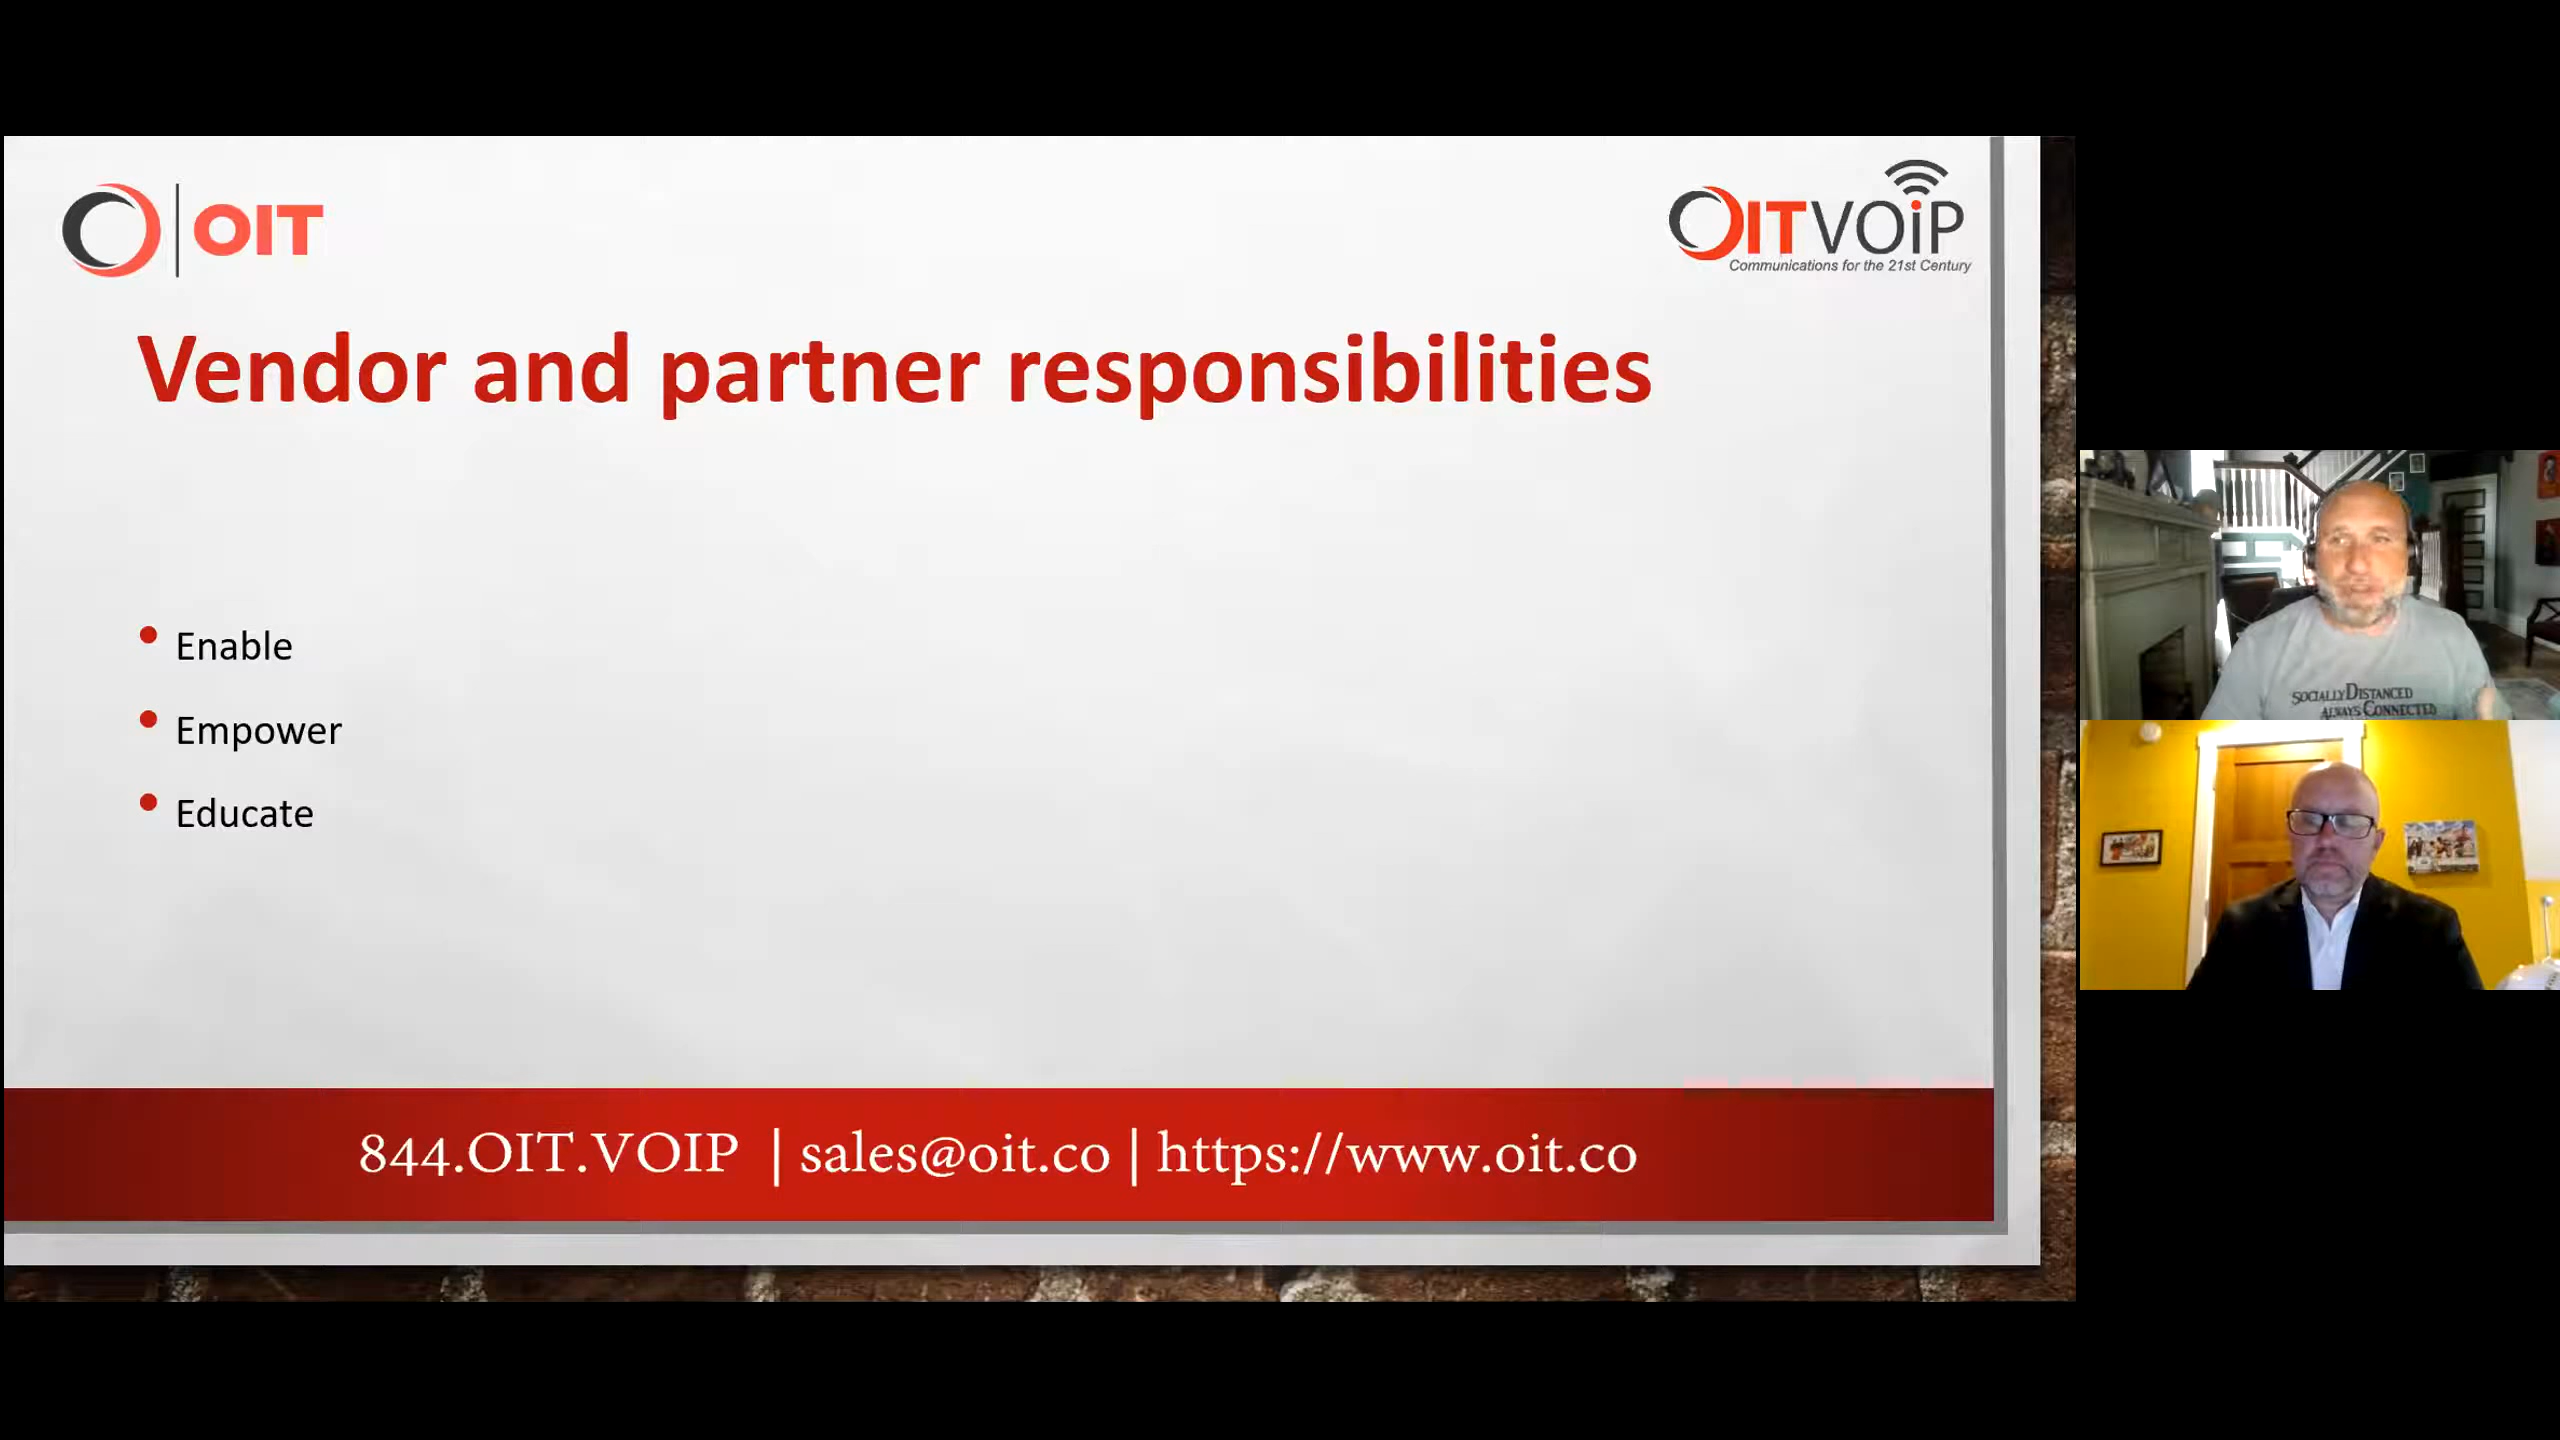 OIT
OITVOiP
Communications for the 21st Century
Vendor and partner responsibilities
• Enable
• Empower
• Educate
844.OIT.VOIP | sales@oit.co | https://www.oit.co
SOCIALLY DISTANCED
ALWAYS CONNECTED